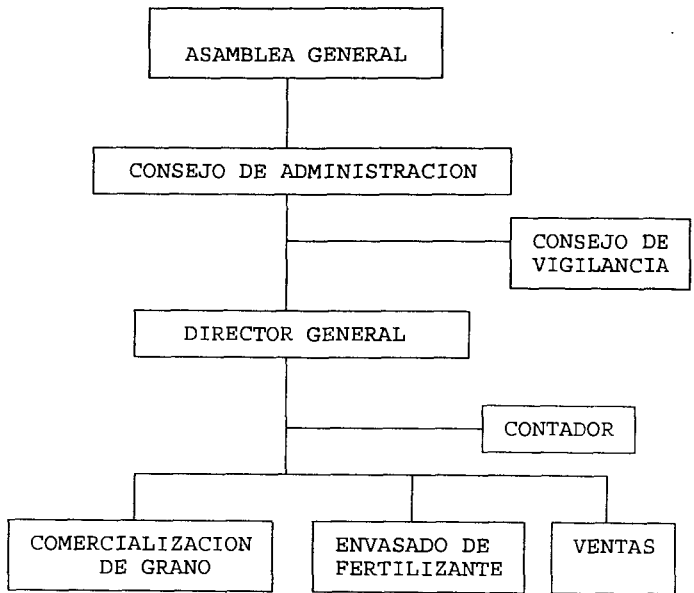 ASAMBLEA GENERAL
CONSEJO DE ADMINISTRACION
CONSEJO DE
VIGILANCIA
DIRECTOR GENERAL
CONTADOR
COMERCIALIZACION
DE GRANO
ENVASADO DE
FERTILIZANTE
VENTAS